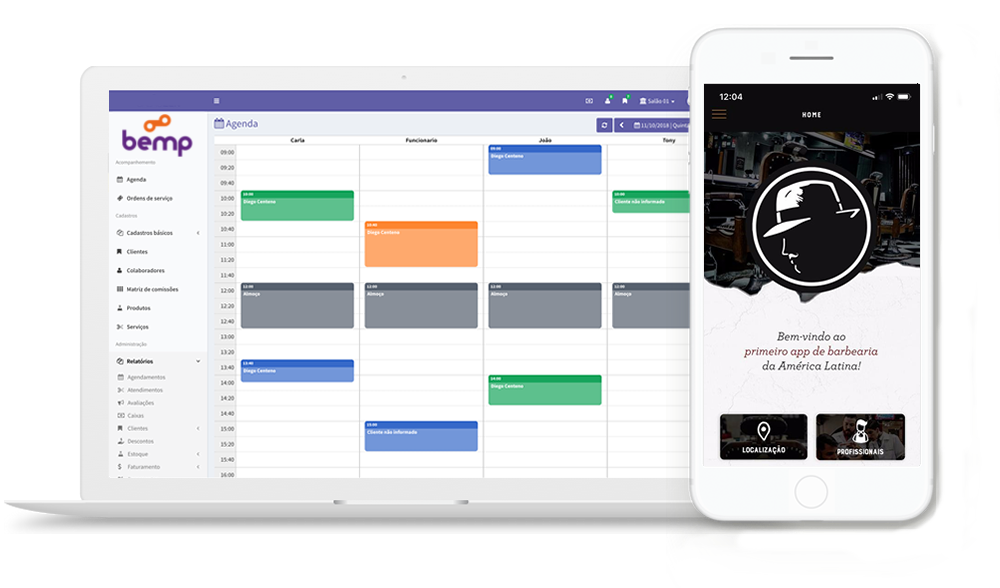 bemp
Acompanhamento
Agenda
Ordens de serviço
Cadastros
Cadastros básicos
Clientes
Colaboradores
Matriz de comissões
Produtos
Serviços
Administração
Relatórios
Agendamentos
Atendimentos
Avaliações
Caixas
Clientes
Descontos
Estoque
Faturamento
Salão 01
Agenda
11/10/2018 | Quinta
Carla Funcionario João Tony
09:00
09:20
09:40
10:00
10:20
10:40
11:00
11:20
11:40
12:00
12:20
12:40
13:00
13:20
13:40
14:00
14:20
14:40
15:00
15:20
15:40
16:00
10:00
Diego Centeno
12:00
Almoço
13:40
Diego Centeno
10:40
Diego Centeno
12:00
Almoço
15:00
Cliente não informado
09:00
Diego Centeno
12:00
Almoço
14:00
Diego Centeno
10:00
Cliente não informado
12:00
Almoço
12:04
HOME
Bem-vindo ao
primeiro app de barbearia
da América Latina!
LOCALIZAÇÃO
PROFISSIONAIS